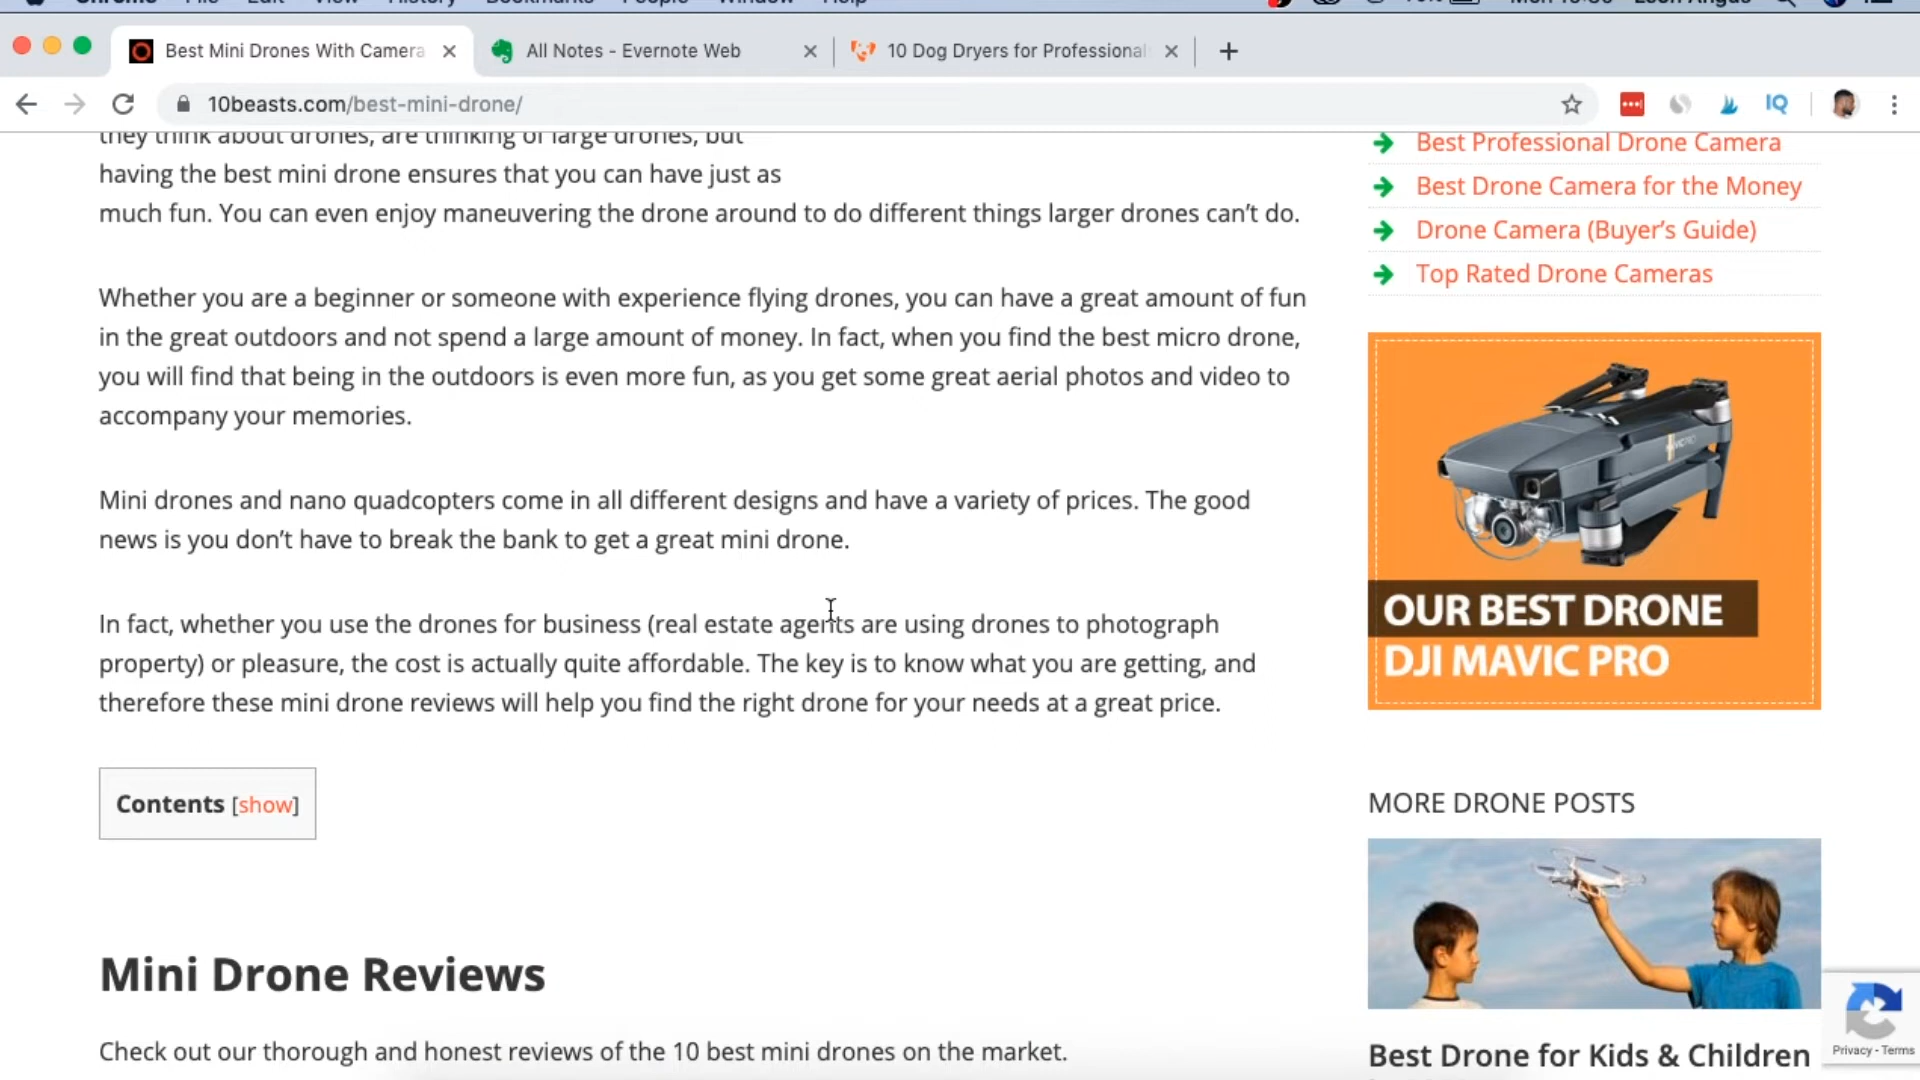 Best Mini Drones With Camera
All Notes - Evernote Web
10 Dog Dryers for Professional
10beasts.com/best-mini-drone/
IQ
they think about drones, are thinking of large drones, but
having the best mini drone ensures that you can have just as
much fun. You can even enjoy maneuvering the drone around to do different things larger drones can’t do.
Whether you are a beginner or someone with experience flying drones, you can have a great amount of fun
in the great outdoors and not spend a large amount of money. In fact, when you find the best micro drone,
you will find that being in the outdoors is even more fun, as you get some great aerial photos and video to
accompany your memories.
Mini drones and nano quadcopters come in all different designs and have a variety of prices. The good
news is you don’t have to break the bank to get a great mini drone.
In fact, whether you use the drones for business (real estate agents are using drones to photograph
property) or pleasure, the cost is actually quite affordable. The key is to know what you are getting, and
therefore these mini drone reviews will help you find the right drone for your needs at a great price.
Contents [show]
Mini Drone Reviews
Check out our thorough and honest reviews of the 10 best mini drones on the market.
Best Professional Drone Camera
Best Drone Camera for the Money
Drone Camera (Buyer’s Guide)
Top Rated Drone Cameras
OUR BEST DRONE
DJI MAVIC PRO
MORE DRONE POSTS
Best Drone for Kids & Children
Privacy - Terms